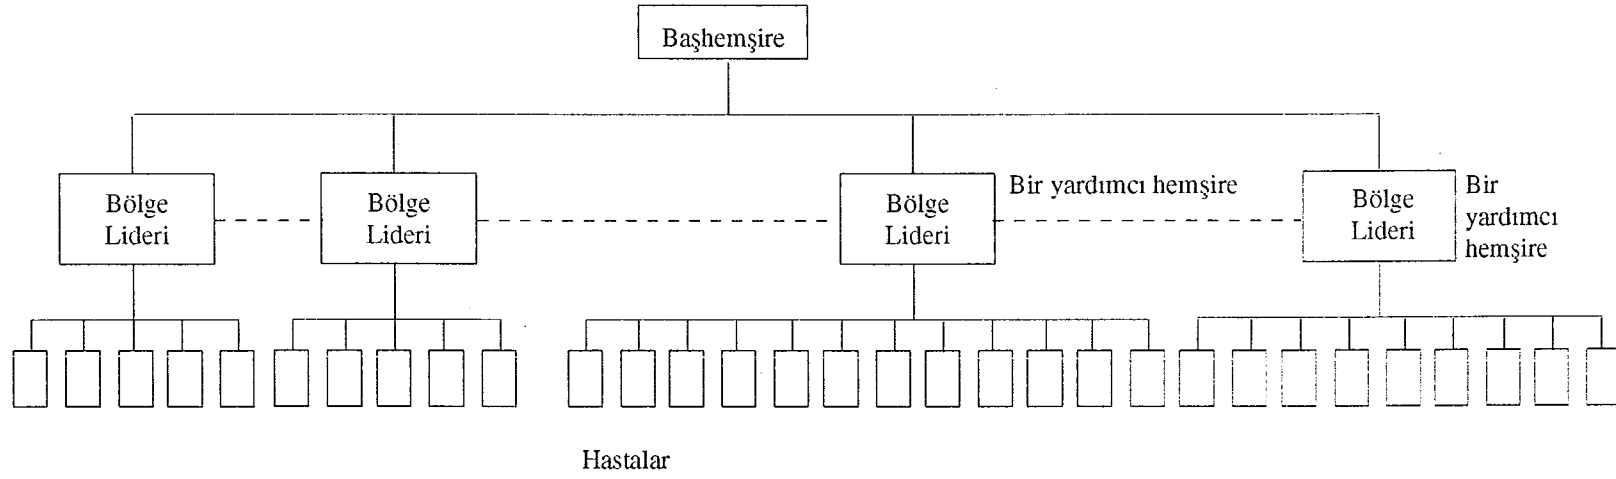 Başhemşire
Bölge
Lideri
Bölge
Lideri
Bölge
Lideri
Bir yardımcı hemşire
Bölge
Lideri
Bir
yardımcı
hemşire
Hastalar